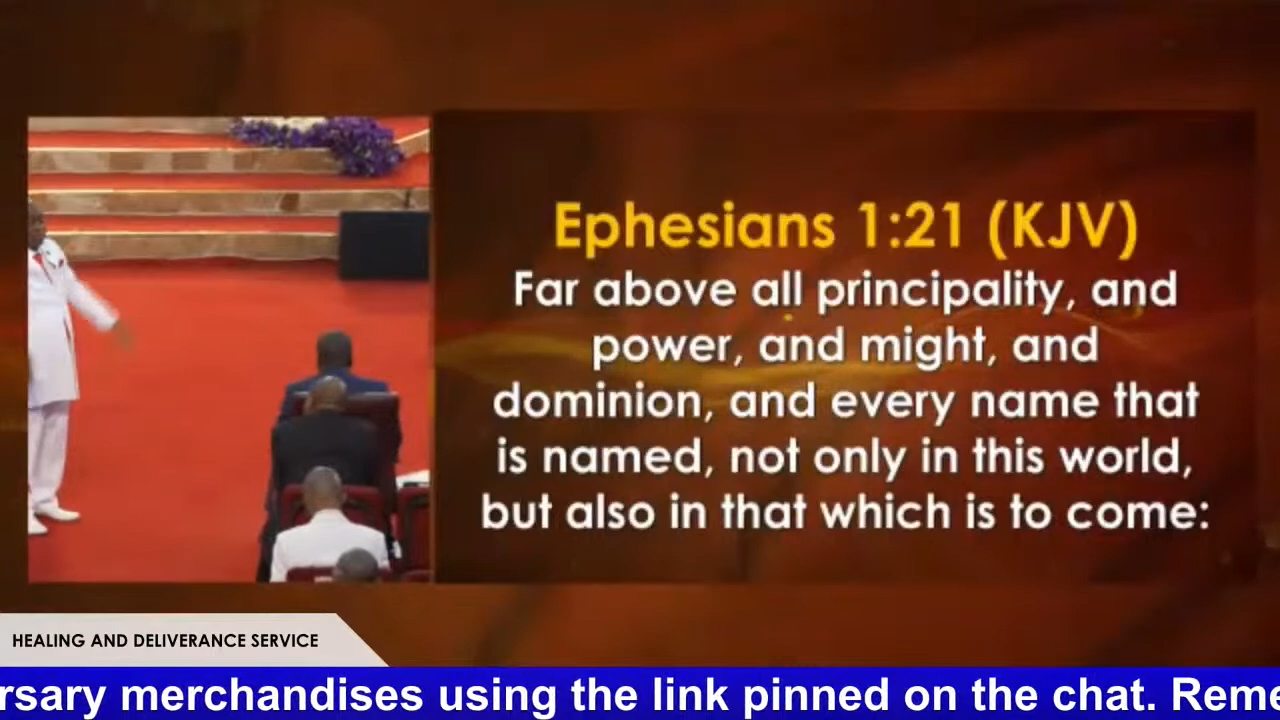 Ephesians 1:21 (KJV)
Far above all principality, and
power, and might, and
dominion, and every name that
is named, not only in this world,
but also in that which is to come:
HEALING AND DELIVERANCE SERVICE
rsary merchandises using the link pinned on the chat. Reme